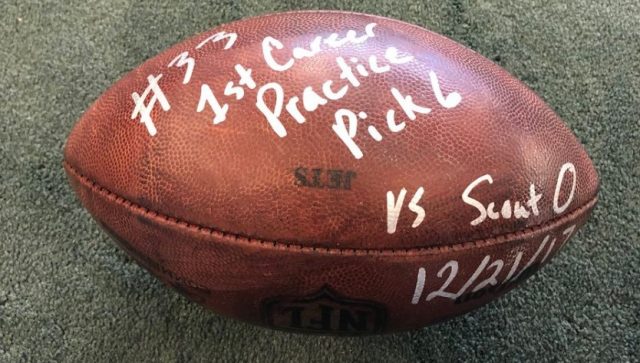 #33
1st Career
Practice
Pick 6
JETS
vs Scout O
12/21/17
NFL